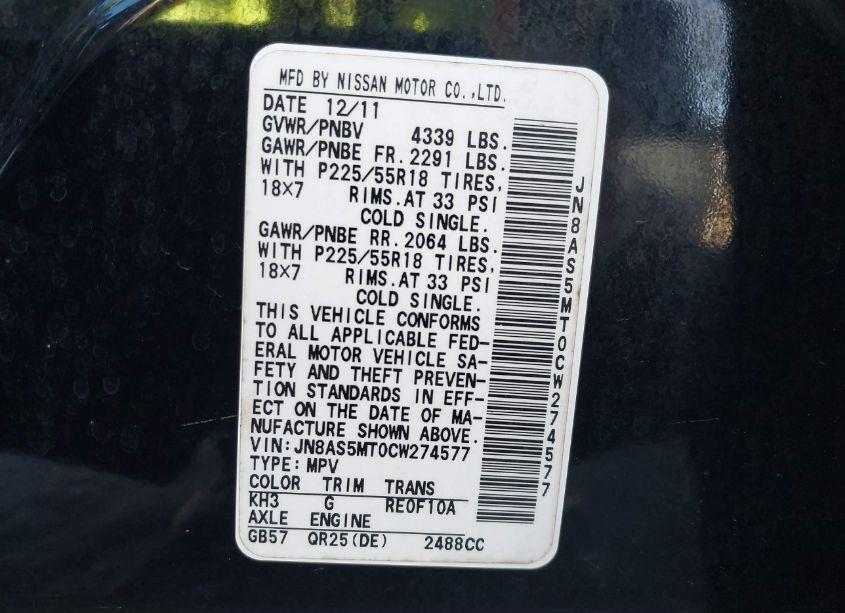 MFD BY NISSAN MOTOR CO.,LTD.
DATE 12/11
GVWR/PNBV 4339 LBS.
GAWR/PNBE FR. 2291 LBS.
WITH P225/55R18 TIRES,
18X7 RIMS.AT 33 PSI
COLD SINGLE.
GAWR/PNBE RR. 2064 LBS.
WITH P225/55R18 TIRES,
18X7 RIMS.AT 33 PSI
COLD SINGLE.
THIS VEHICLE CONFORMS
TO ALL APPLICABLE FED-
ERAL MOTOR VEHICLE SA-
FETY AND THEFT PREVEN-
TION STANDARDS IN EFF-
ECT ON THE DATE OF MA-
NUFACTURE SHOWN ABOVE.
VIN:JN8AS5MT0CW274577
TYPE:MPV
COLOR TRIM TRANS
KH3 G RE0F10A
AXLE ENGINE
GB57 QR25(DE) 2488CC
JN8AS5MT0CW274577